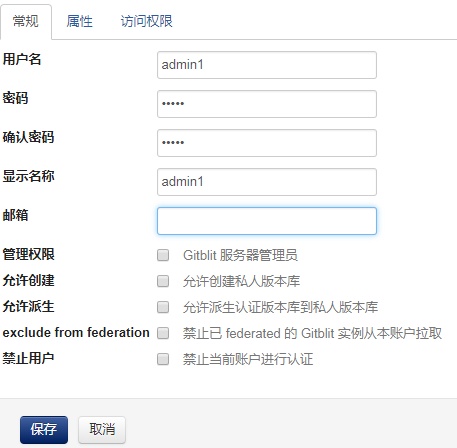 常规 属性 访问权限
用户名 admin1
密码 •••••
确认密码 •••••
显示名称 admin1
邮箱
管理权限 Gitblit 服务器管理员
允许创建 允许创建私人版本库
允许派生 允许派生认证版本库到私人版本库
exclude from federation 禁止已 federated 的 Gitblit 实例从本账户拉取
禁止用户 禁止当前账户进行认证
保存 取消